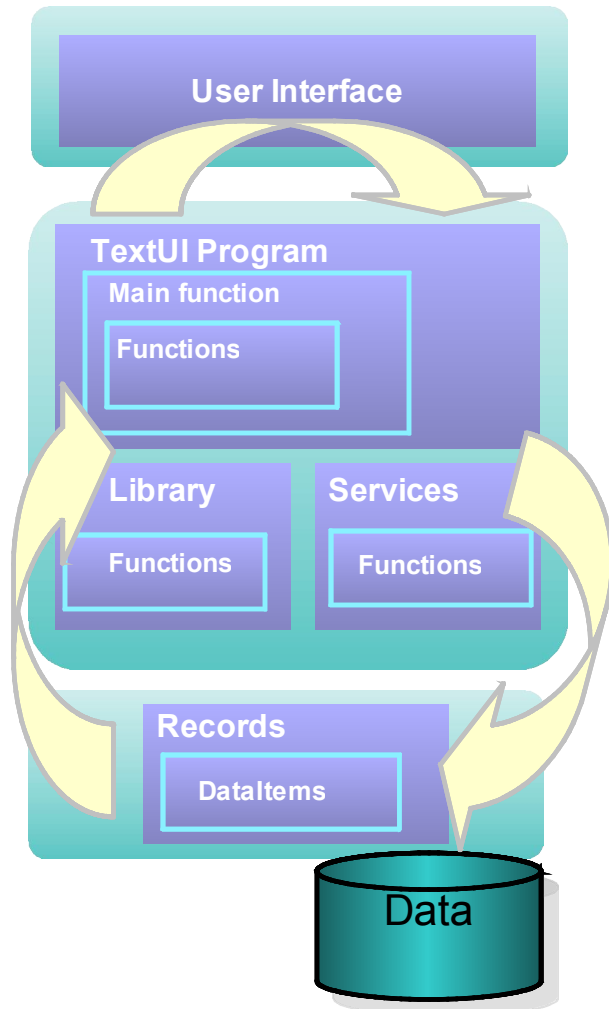 User Interface
TextUI Program
Main function
Functions
Library
Functions
Services
Functions
Records
DataItems
Data